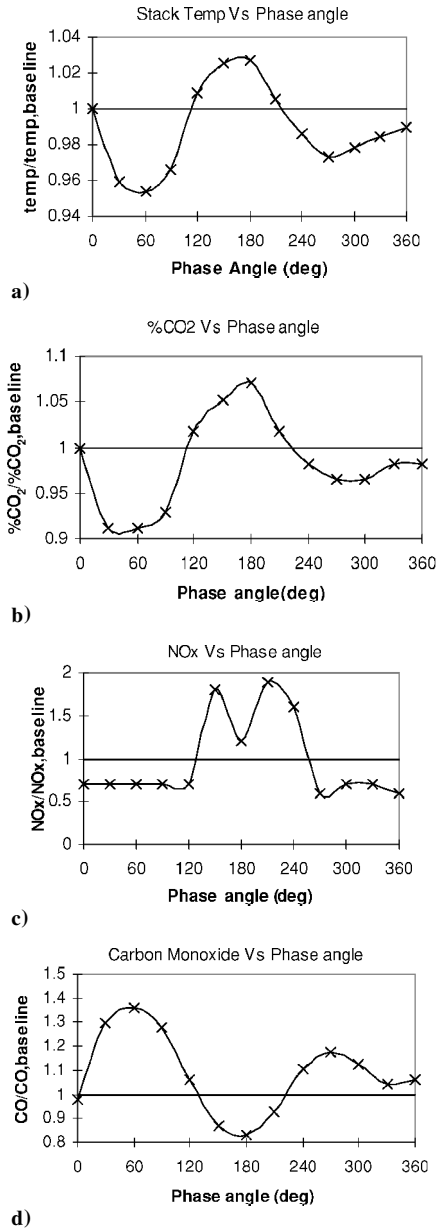 Stack Temp Vs Phase angle
temp/temp,baseline
1.04
1.02
1
0.98
0.96
0.94
0 60 120 180 240 300 360
Phase Angle (deg)
a)
%CO2 Vs Phase angle
%CO2/%CO2,baseline
1.1
1.05
1
0.95
0.9
0 60 120 180 240 300 360
Phase angle(deg)
b)
NOx Vs Phase angle
NOx/NOx,baseline
2
1.5
1
0.5
0
0 60 120 180 240 300 360
Phase angle (deg)
c)
Carbon Monoxide Vs Phase angle
CO/CO,baseline
1.5
1.4
1.3
1.2
1.1
1
0.9
0.8
0 60 120 180 240 300 360
Phase angle (deg)
d)